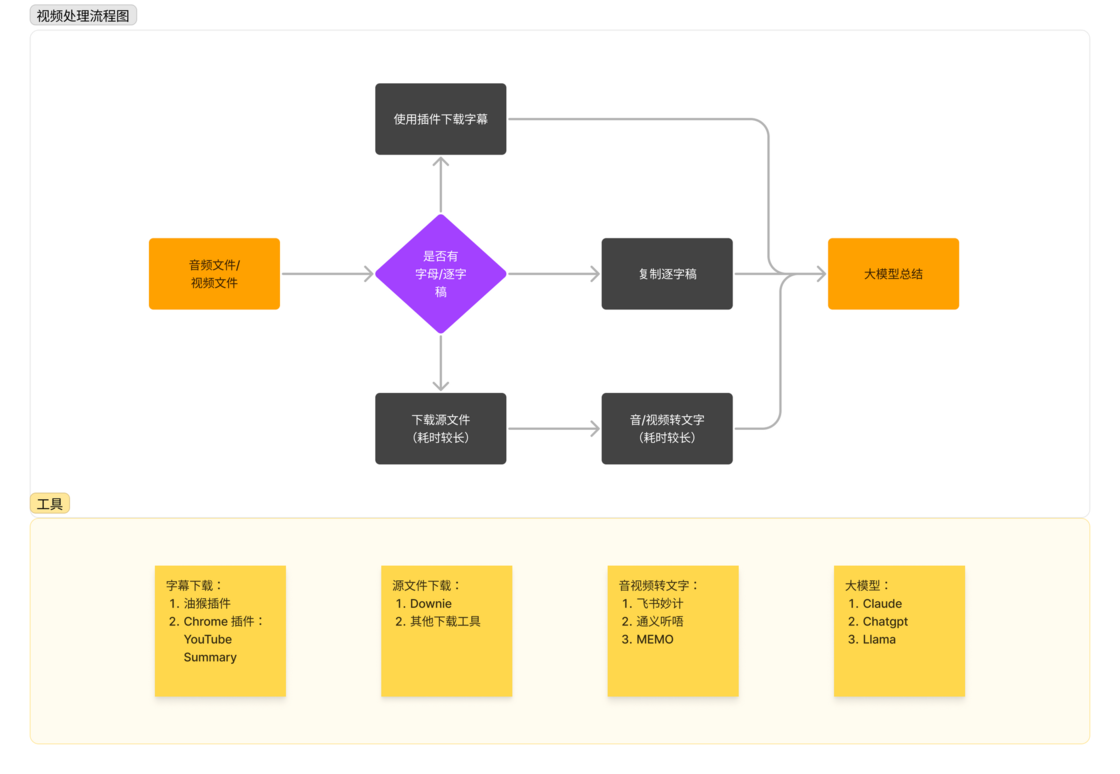 视频处理流程图
使用插件下载字幕
音频文件/
视频文件
是否有
字母/逐字
稿
复制逐字稿
大模型总结
下载源文件
（耗时较长）
音/视频转文字
（耗时较长）
工具
字幕下载：
1. 油猴插件
2. Chrome 插件：
YouTube
Summary
源文件下载：
1. Downie
2. 其他下载工具
音视频转文字：
1. 飞书妙计
2. 通义听唔
3. MEMO
大模型：
1. Claude
2. Chatgpt
3. Llama